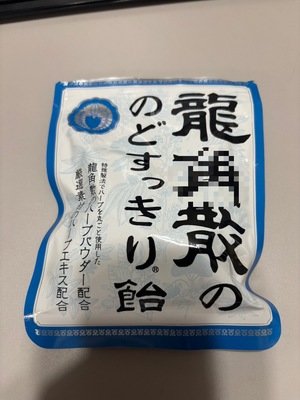 龍散の
のどすっきり®飴
特殊製法でハーブを丸ごと使用した
龍角散のハーブパウダー配合
厳選素材のハーブエキス配合